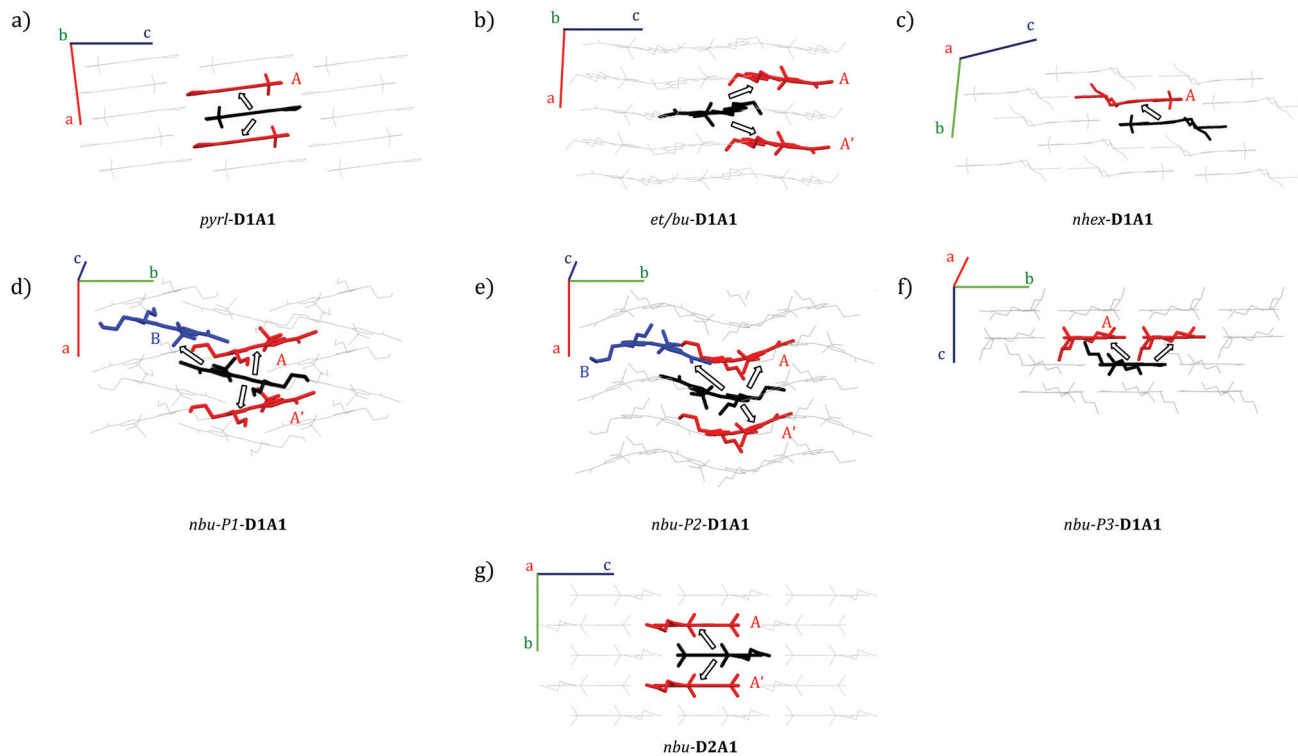 a)
b
c
a
A
pyrl-D1A1
b)
b
c
a
A
A'
et/bu-D1A1
c)
a
c
b
A
nhex-D1A1
d)
c
b
a
B
A
A'
nbu-P1-D1A1
e)
c
b
a
B
A
A'
nbu-P2-D1A1
f)
a
b
c
A
nbu-P3-D1A1
g)
a
c
b
A
A'
nbu-D2A1